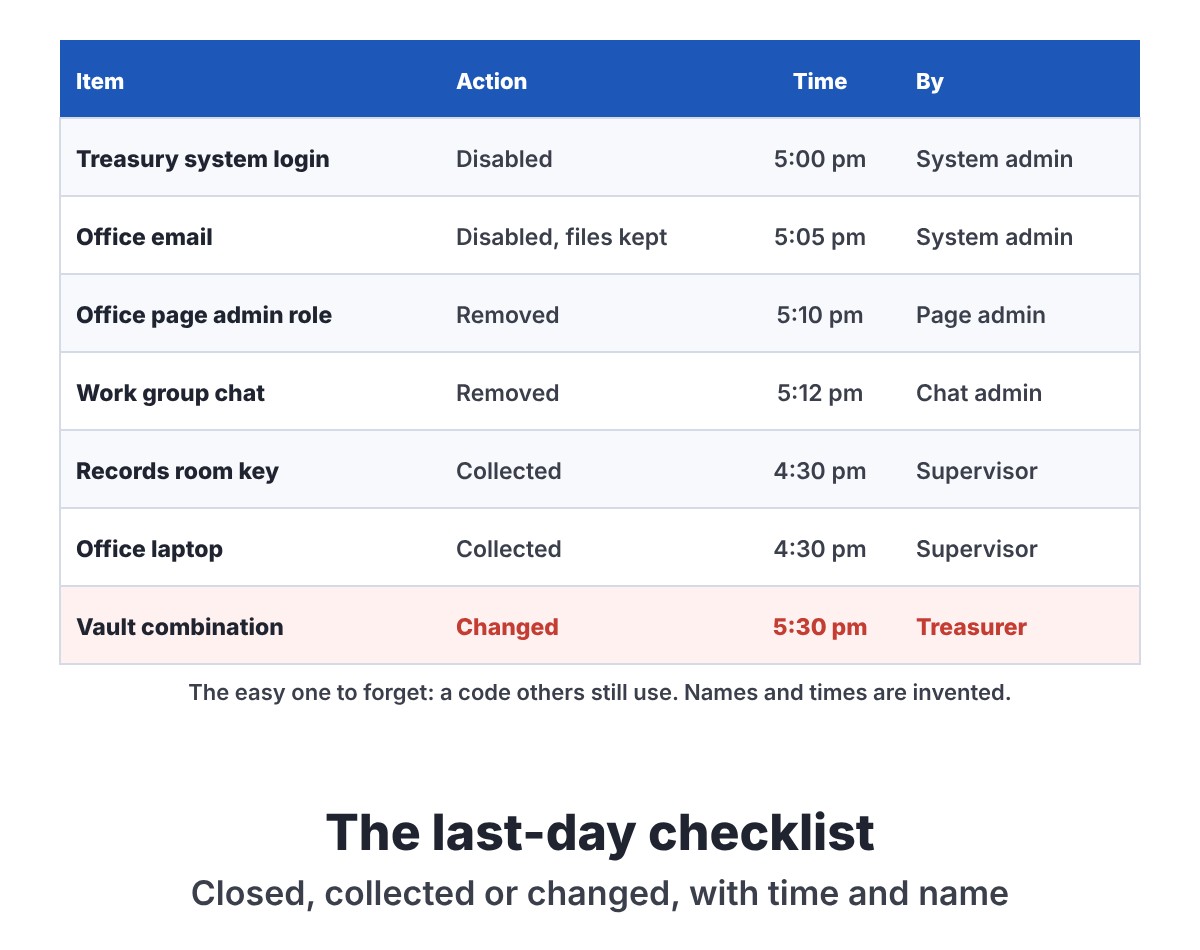 Item Action Time By
Treasury system login Disabled 5:00 pm System admin
Office email Disabled, files kept 5:05 pm System admin
Office page admin role Removed 5:10 pm Page admin
Work group chat Removed 5:12 pm Chat admin
Records room key Collected 4:30 pm Supervisor
Office laptop Collected 4:30 pm Supervisor
Vault combination Changed 5:30 pm Treasurer
The easy one to forget: a code others still use. Names and times are invented.
The last-day checklist
Closed, collected or changed, with time and name